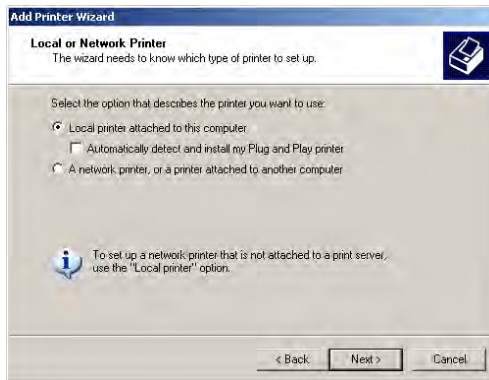 Add Printer Wizard
Local or Network Printer
The wizard needs to know which type of printer to set up.
Select the option that describes the printer you want to use:
Local printer attached to this computer
Automatically detect and install my Plug and Play printer
A network printer, or a printer attached to another computer
To set up a network printer that is not attached to a print server,
use the "Local printer" option.
< Back Next > Cancel